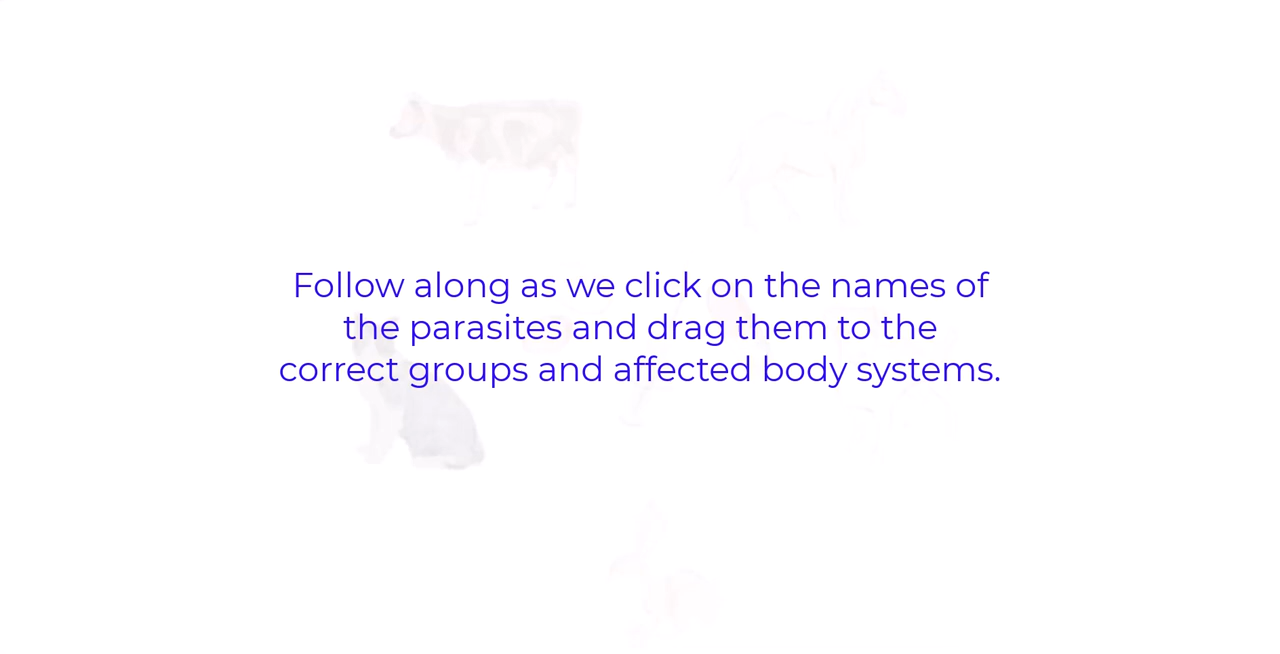 Follow along as we click on the names of
the parasites and drag them to the
correct groups and affected body systems.